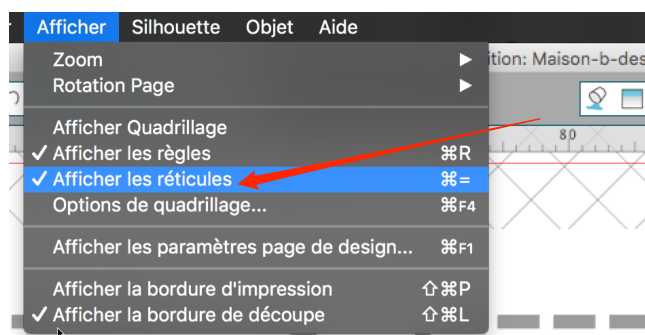 Afficher Silhouette Objet Aide
Zoom
ition: Maison-b-des
Rotation Page
Afficher Quadrillage
80
✓ Afficher les règles ⌘R
✓ Afficher les réticules ⌘=
Options de quadrillage... ⌘F4
Afficher les paramètres page de design... ⌘F1
Afficher la bordure d'impression ⇧⌘P
✓ Afficher la bordure de découpe ⇧⌘L